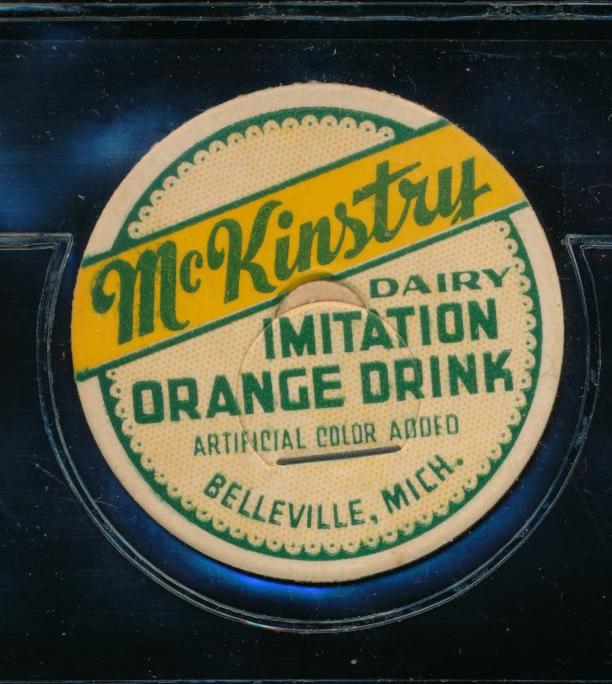 McKinstry
DAIRY
IMITATION
ORANGE DRINK
ARTIFICIAL COLOR ADDED
BELLEVILLE, MICH.